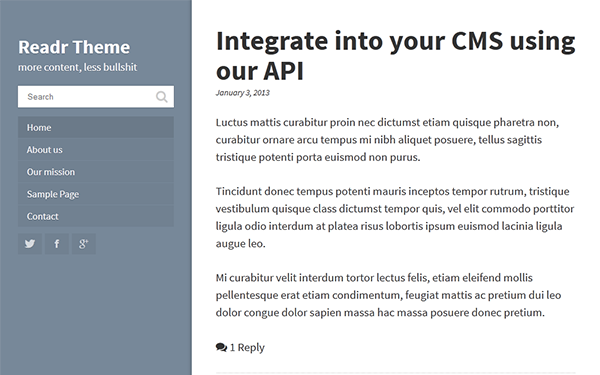 Readr Theme
more content, less bullshit
Search
Home
About us
Our mission
Sample Page
Contact
Integrate into your CMS using
our API
January 3, 2013
Luctus mattis curabitur proin nec dictumst etiam quisque pharetra non,
curabitur ornare arcu tempus mi nibh aliquet posuere, tellus sagittis
tristique potenti porta euismod non purus.
Tincidunt donec tempus potenti mauris inceptos tempor rutrum, tristique
vestibulum quisque class dictumst tempor quis, vel elit commodo porttitor
ligula odio interdum at platea risus lobortis ipsum euismod lacinia ligula
augue leo.
Mi curabitur velit interdum tortor lectus felis, etiam eleifend mollis
pellentesque erat etiam condimentum, feugiat mattis ac pretium dui leo
dolor congue dolor sapien massa hac massa posuere donec pretium.
1 Reply